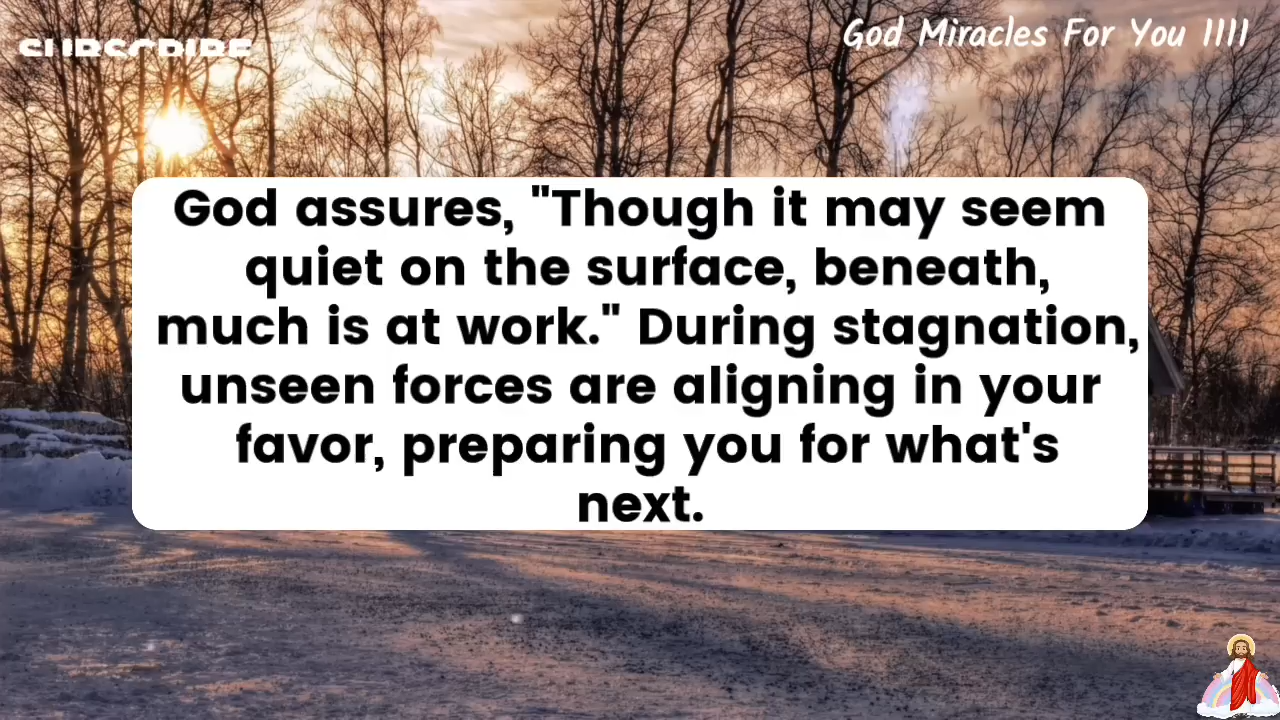 SUBSCRIBE
God Miracles For You 1111
God assures, "Though it may seem
quiet on the surface, beneath,
much is at work." During stagnation,
unseen forces are aligning in your
favor, preparing you for what's
next.